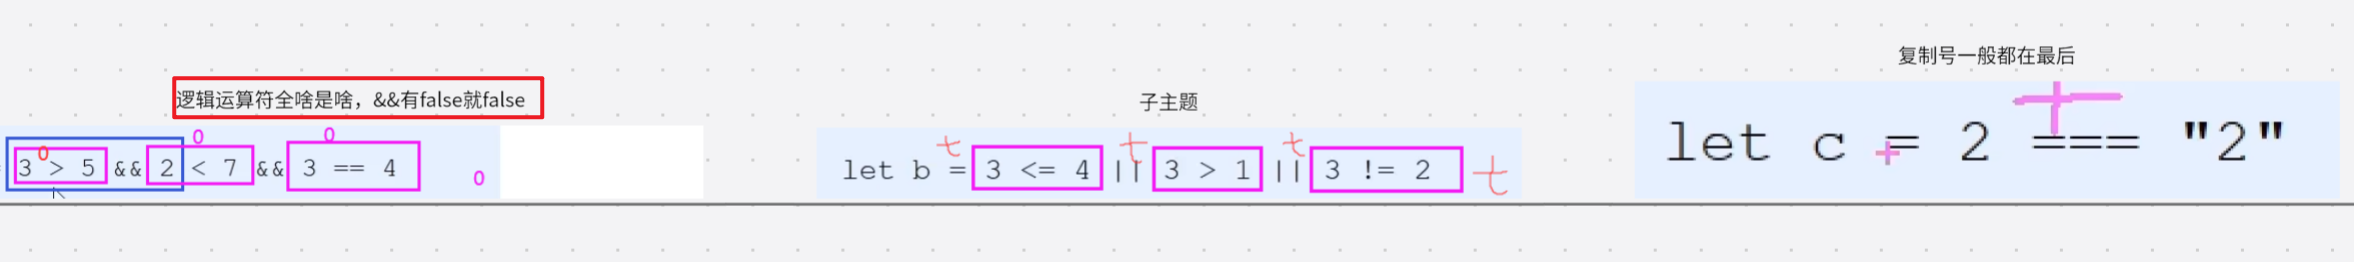 逻辑运算符全啥是啥，&&有false就false
0 0
0
3 > 5 && 2 < 7 && 3 == 4
0
子主题
t t t
let b = 3 <= 4 || 3 > 1 || 3 != 2
t
复制号一般都在最后
let c = 2 === "2"